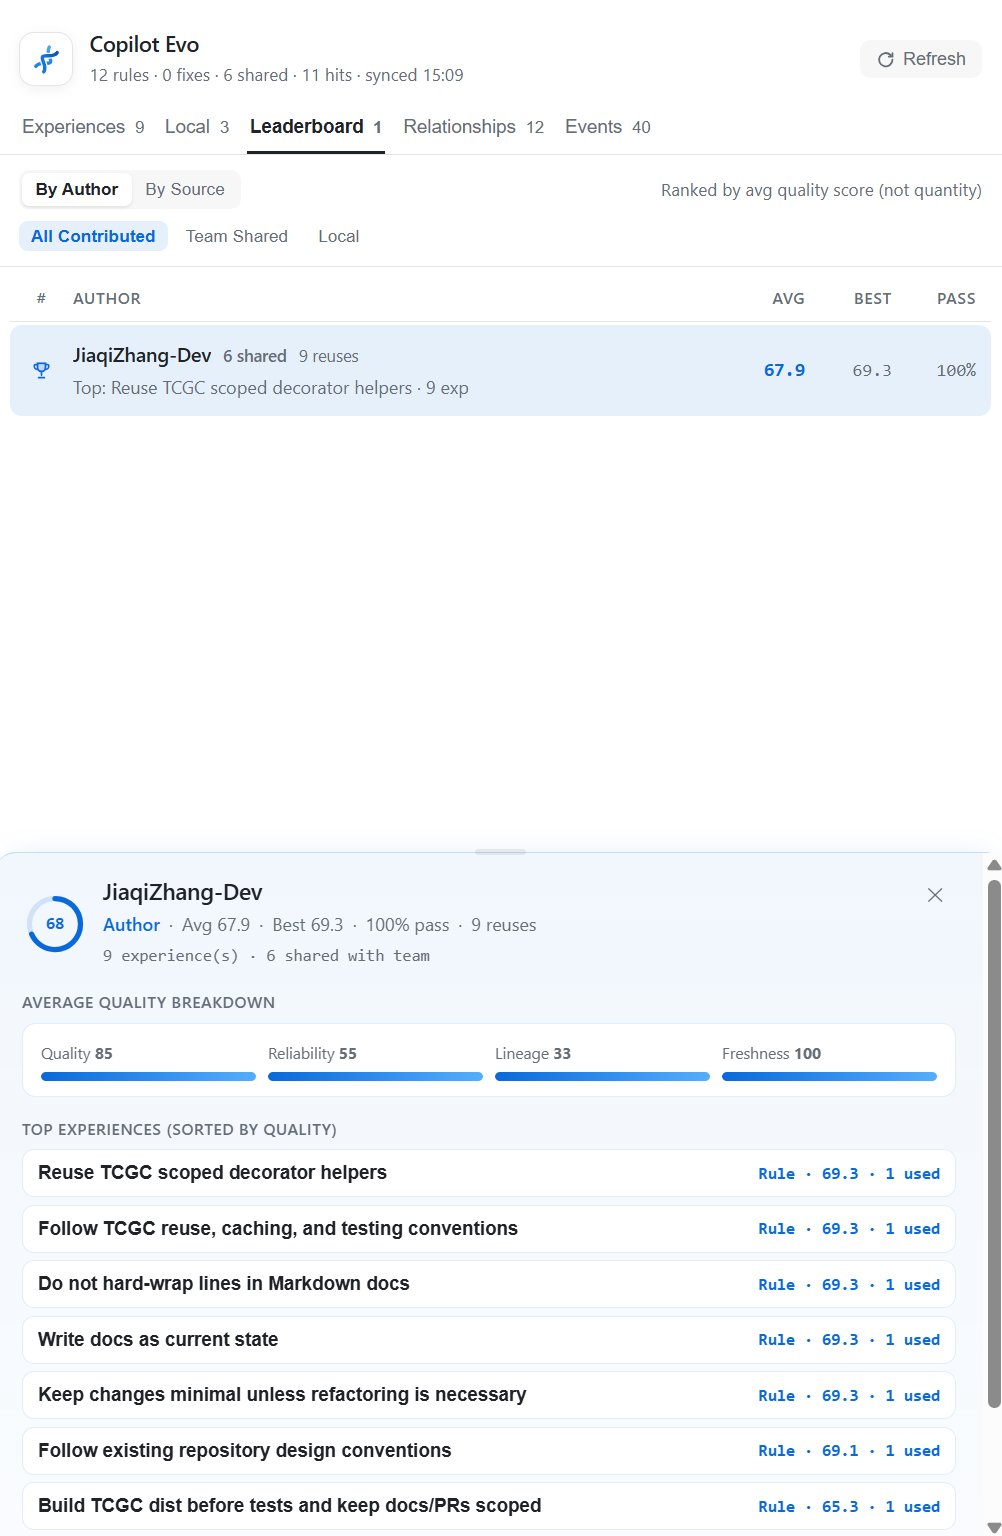 Copilot Evo
12 rules · 0 fixes · 6 shared · 11 hits · synced 15:09
Refresh
Experiences 9 Local 3 Leaderboard 1 Relationships 12 Events 40
By Author By Source
Ranked by avg quality score (not quantity)
All Contributed Team Shared Local
# AUTHOR AVG BEST PASS
JiaqiZhang-Dev 6 shared 9 reuses
Top: Reuse TCGC scoped decorator helpers · 9 exp
67.9 69.3 100%
JiaqiZhang-Dev
68
Author · Avg 67.9 · Best 69.3 · 100% pass · 9 reuses
9 experience(s) · 6 shared with team
AVERAGE QUALITY BREAKDOWN
Quality 85 Reliability 55 Lineage 33 Freshness 100
TOP EXPERIENCES (SORTED BY QUALITY)
Reuse TCGC scoped decorator helpers Rule · 69.3 · 1 used
Follow TCGC reuse, caching, and testing conventions Rule · 69.3 · 1 used
Do not hard-wrap lines in Markdown docs Rule · 69.3 · 1 used
Write docs as current state Rule · 69.3 · 1 used
Keep changes minimal unless refactoring is necessary Rule · 69.3 · 1 used
Follow existing repository design conventions Rule · 69.1 · 1 used
Build TCGC dist before tests and keep docs/PRs scoped Rule · 65.3 · 1 used